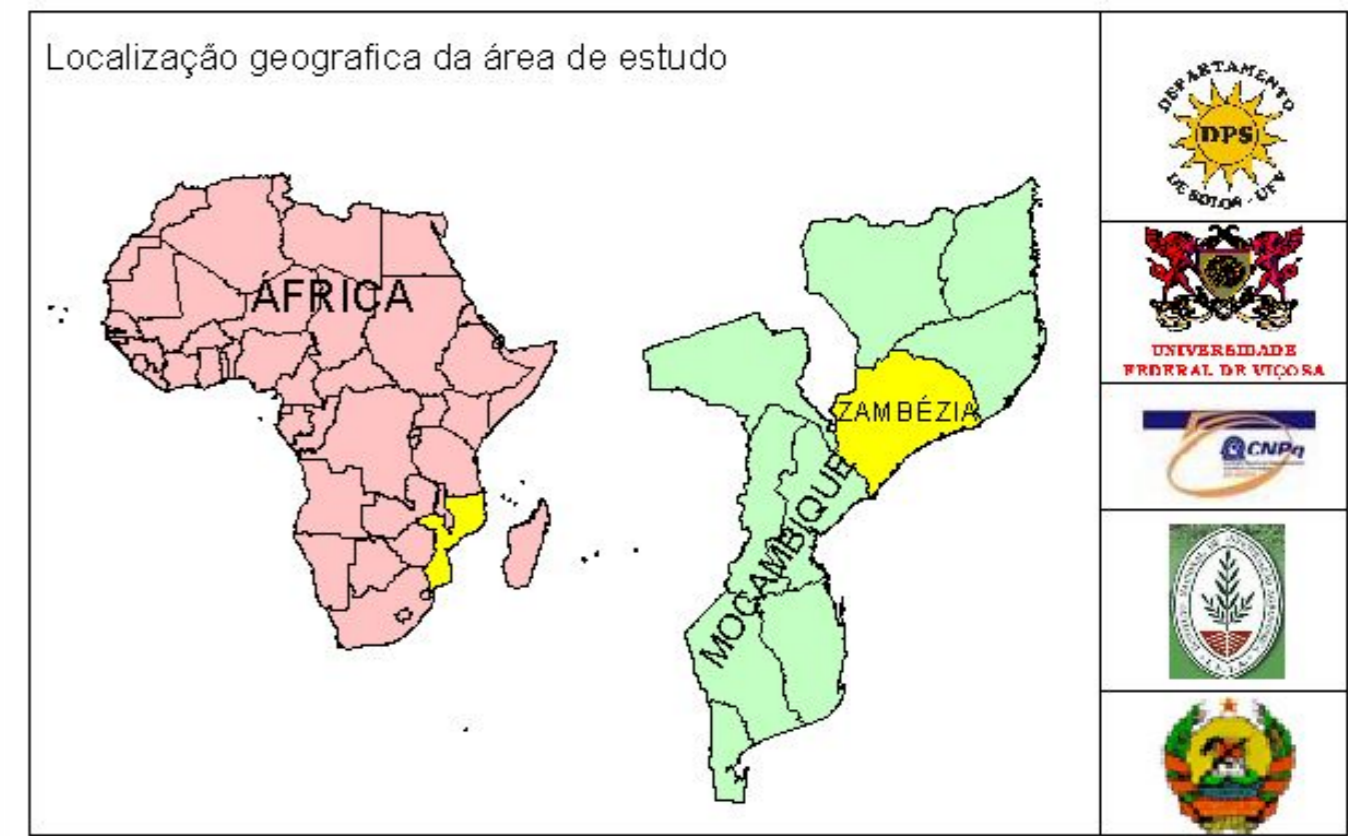 Localização geografica da área de estudo
ÁFRICA
ZAMBÉZIA
MOÇAMBIQUE
DEPARTAMENTO
DPS
DE SOLOS - UFV
UNIVERSIDADE
FEDERAL DE VIÇOSA
CNPq